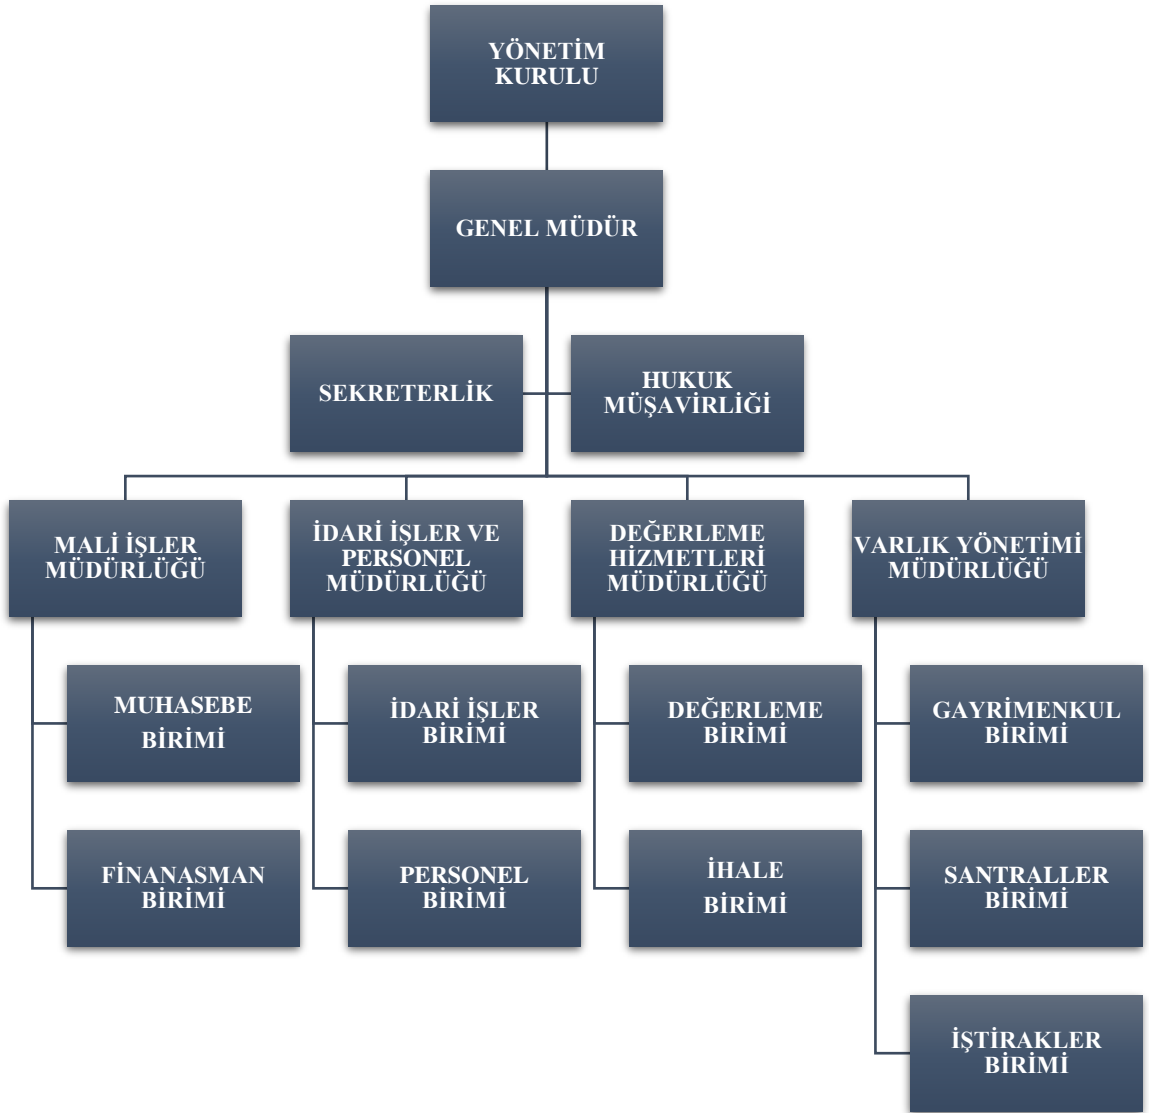 YÖNETİM
KURULU
GENEL MÜDÜR
SEKRETERLİK
HUKUK
MÜŞAVİRLİĞİ
MALİ İŞLER
MÜDÜRLÜĞÜ
İDARİ İŞLER VE
PERSONEL
MÜDÜRLÜĞÜ
DEĞERLEME
HİZMETLERİ
MÜDÜRLÜĞÜ
VARLIK YÖNETİMİ
MÜDÜRLÜĞÜ
MUHASEBE
BİRİMİ
İDARİ İŞLER
BİRİMİ
DEĞERLEME
BİRİMİ
GAYRİMENKUL
BİRİMİ
FİNANASMAN
BİRİMİ
PERSONEL
BİRİMİ
İHALE
BİRİMİ
SANTRALLER
BİRİMİ
İŞTİRAKLER
BİRİMİ